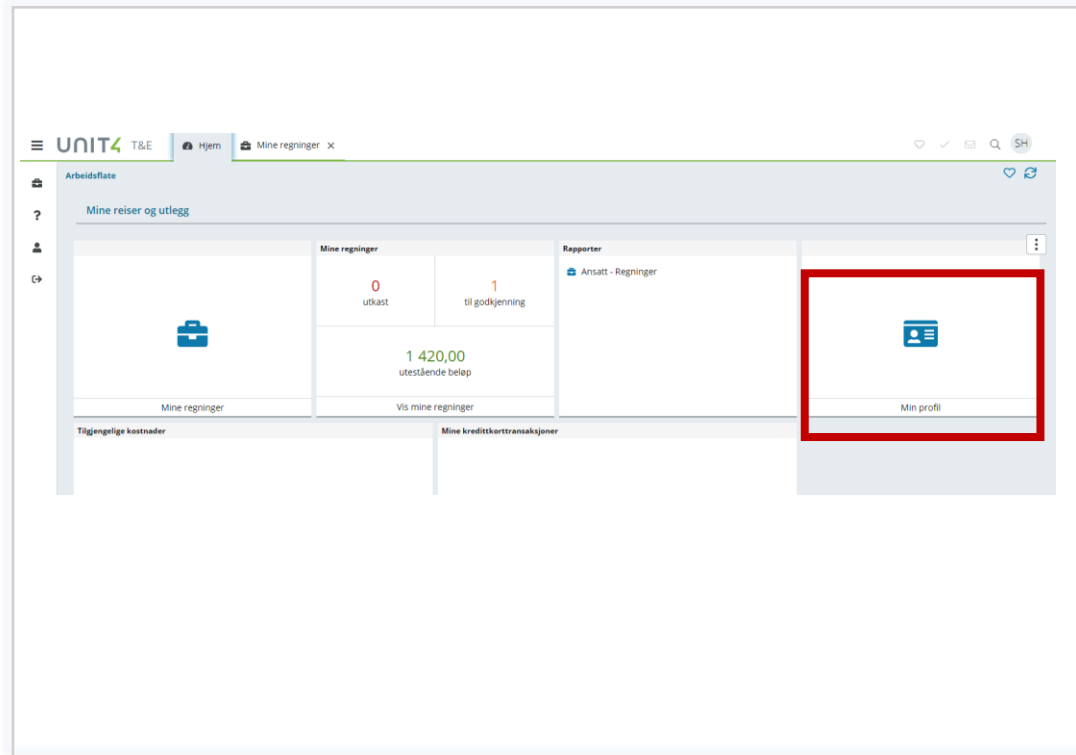 UNIT4 T&E Hjem Mine regninger SH
Arbeidsflate
?
Mine reiser og utlegg
Mine regninger Rapporter
Ansatt - Regninger
0 1
utkast til godkjenning
1 420,00
utestående beløp
Mine regninger Vis mine regninger Min profil
Tilgjengelige kostnader Mine kredittkorttransaksjoner